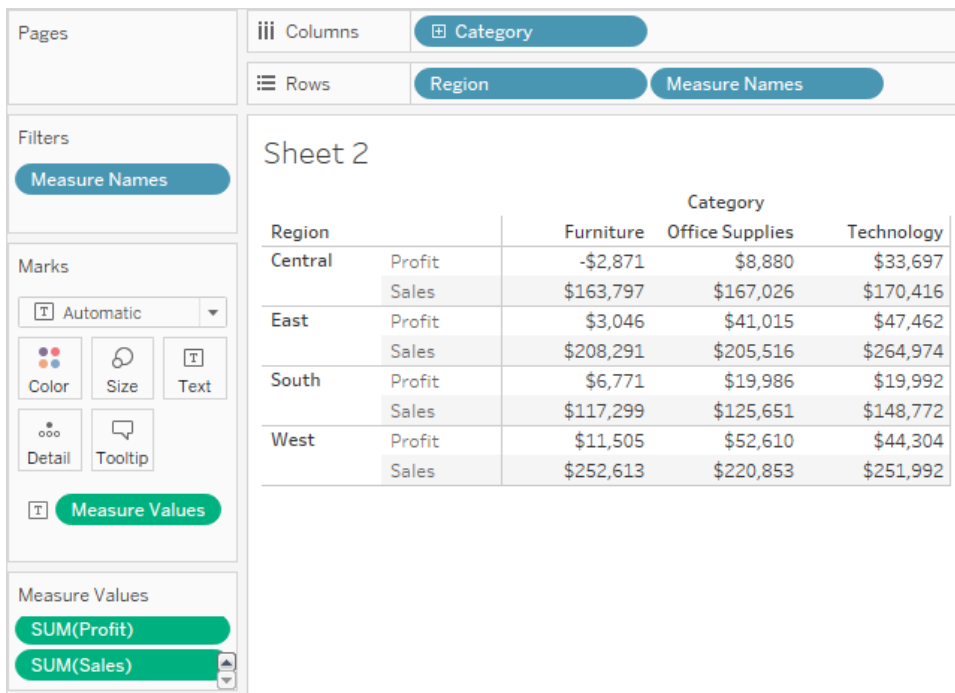 Pages
Columns
Category
Rows
Region Measure Names
Filters
Measure Names
Marks
T Automatic
Color Size T Text
Detail Tooltip
T Measure Values
Measure Values
SUM(Profit)
SUM(Sales)
Sheet 2
Category
Region Furniture Office Supplies Technology
Central Profit -$2,871 $8,880 $33,697
Sales $163,797 $167,026 $170,416
East Profit $3,046 $41,015 $47,462
Sales $208,291 $205,516 $264,974
South Profit $6,771 $19,986 $19,992
Sales $117,299 $125,651 $148,772
West Profit $11,505 $52,610 $44,304
Sales $252,613 $220,853 $251,992